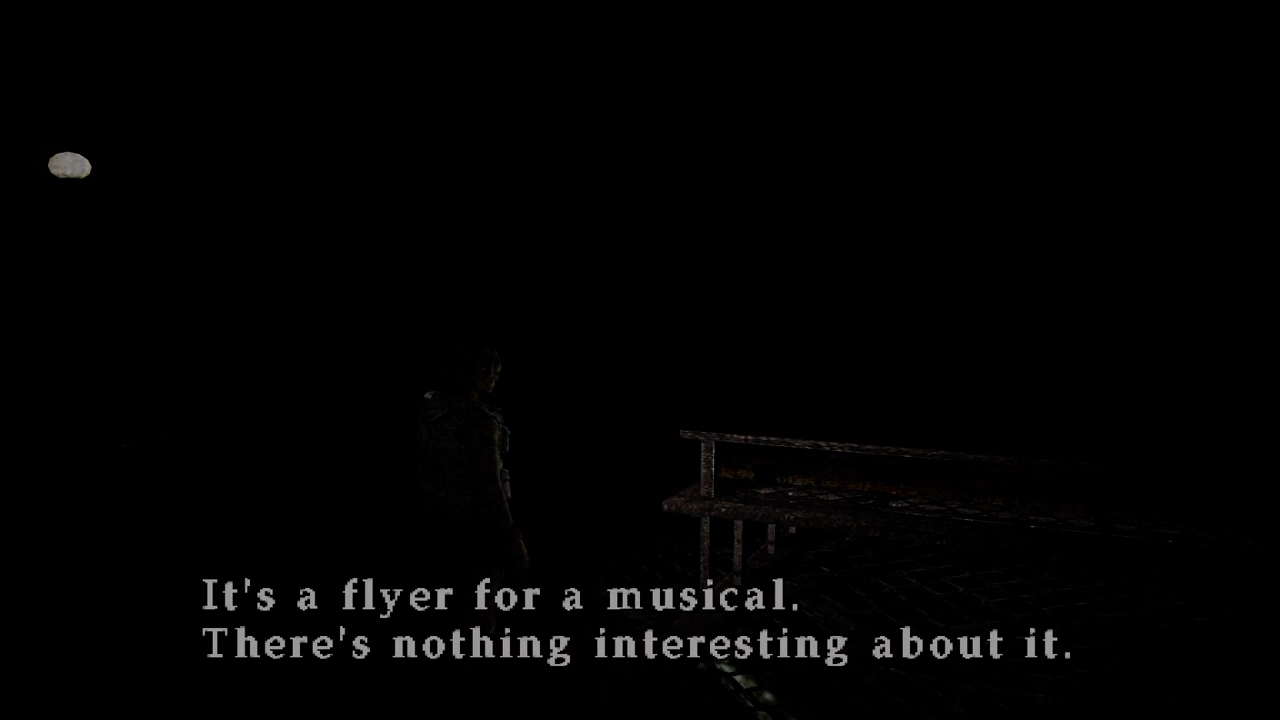 It's a flyer for a musical.
There's nothing interesting about it.